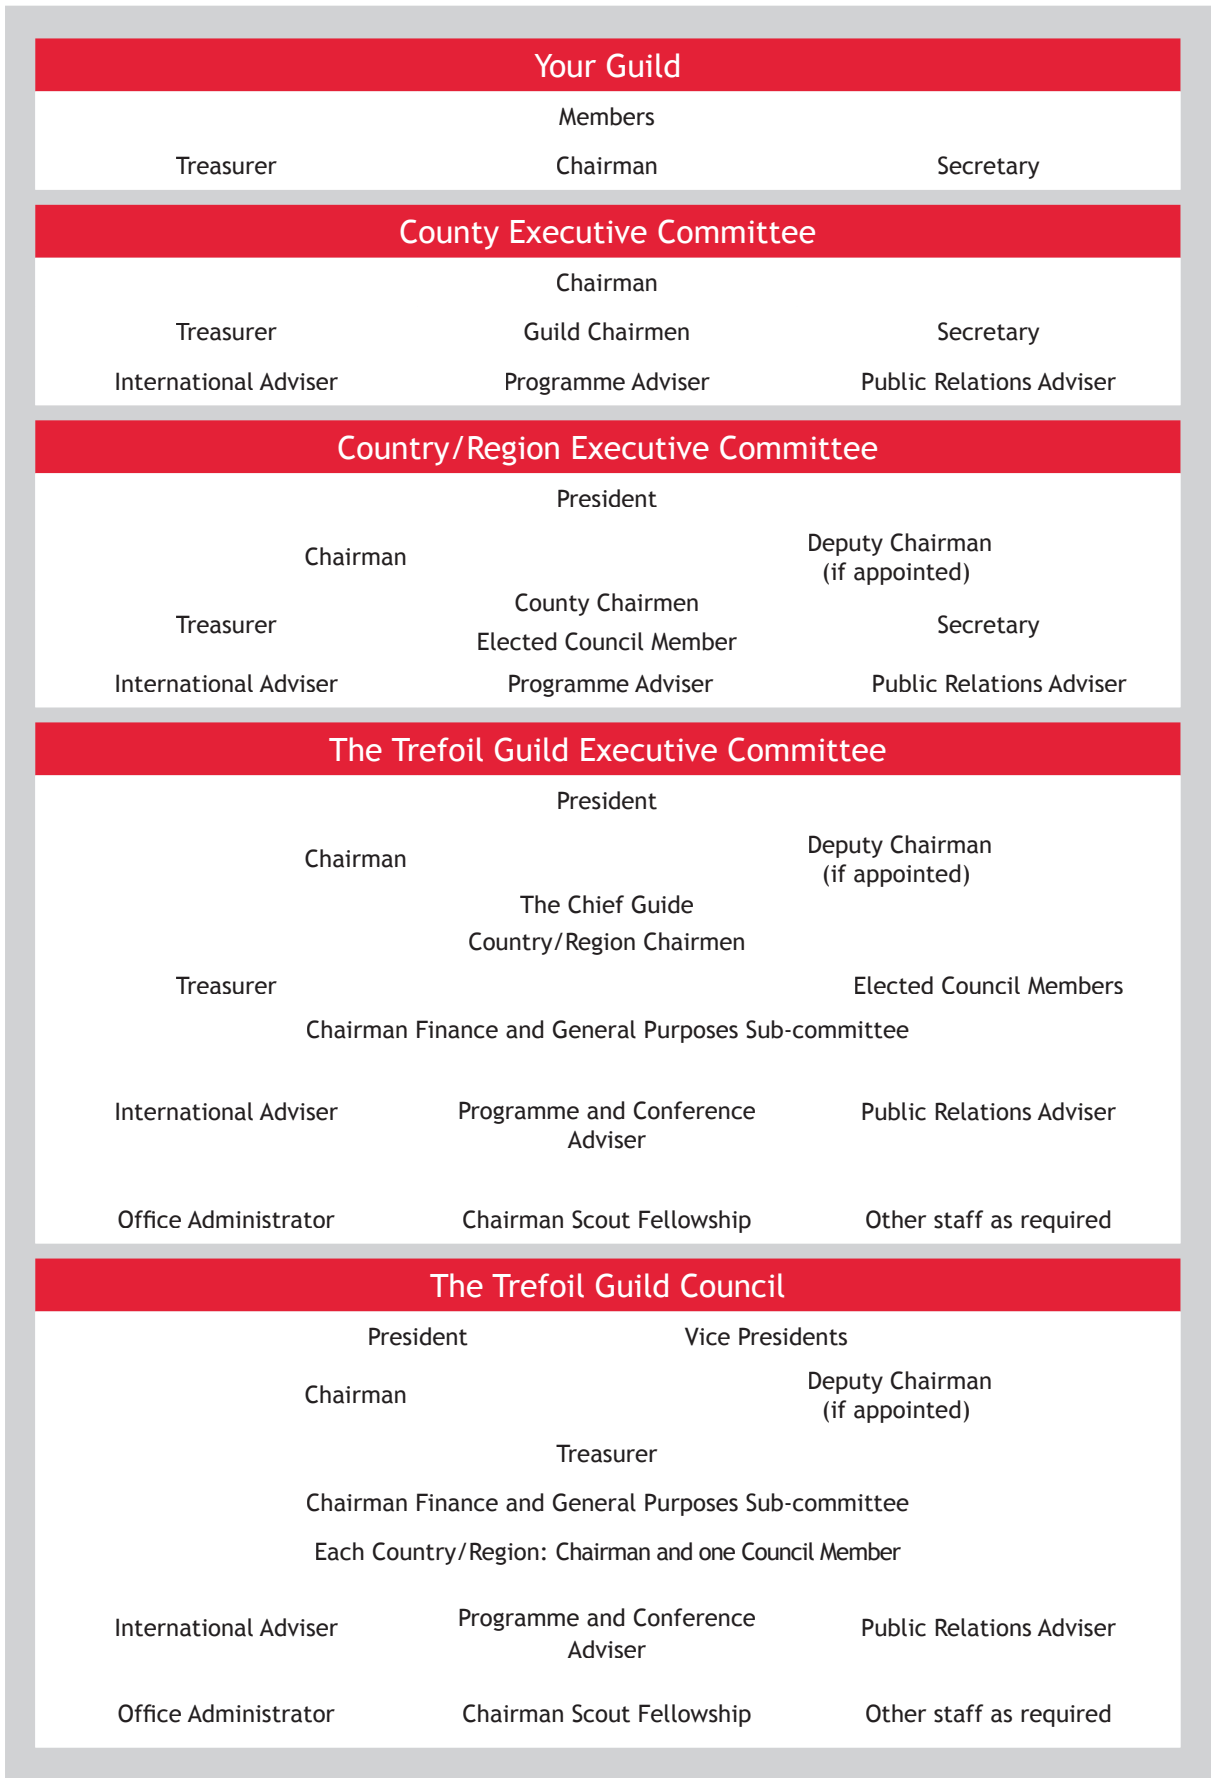 Your Guild
Members
Treasurer Chairman Secretary
County Executive Committee
Chairman
Treasurer Guild Chairmen Secretary
International Adviser Programme Adviser Public Relations Adviser
Country/Region Executive Committee
President
Chairman Deputy Chairman
(if appointed)
County Chairmen
Treasurer Secretary
Elected Council Member
International Adviser Programme Adviser Public Relations Adviser
The Trefoil Guild Executive Committee
President
Chairman Deputy Chairman
(if appointed)
The Chief Guide
Country/Region Chairmen
Treasurer Elected Council Members
Chairman Finance and General Purposes Sub-committee
International Adviser Programme and Conference Public Relations Adviser
Adviser
Office Administrator Chairman Scout Fellowship Other staff as required
The Trefoil Guild Council
President Vice Presidents
Chairman Deputy Chairman
(if appointed)
Treasurer
Chairman Finance and General Purposes Sub-committee
Each Country/Region: Chairman and one Council Member
International Adviser Programme and Conference Public Relations Adviser
Adviser
Office Administrator Chairman Scout Fellowship Other staff as required